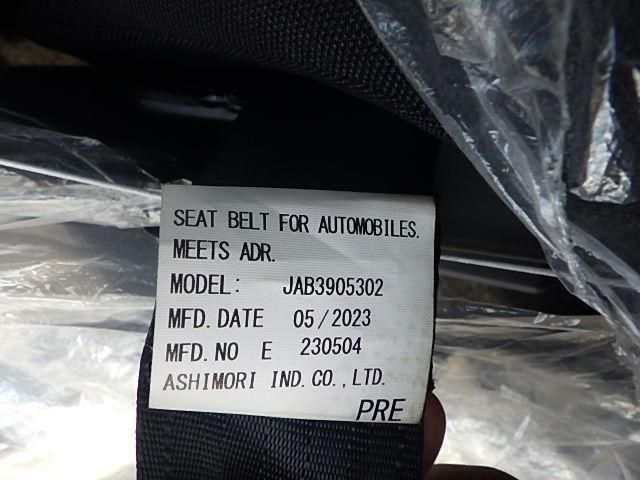 SEAT BELT FOR AUTOMOBILES.
MEETS ADR.
MODEL: JAB3905302
MFD. DATE 05/2023
MFD. NO E 230504
ASHIMORI IND. CO., LTD.
PRE